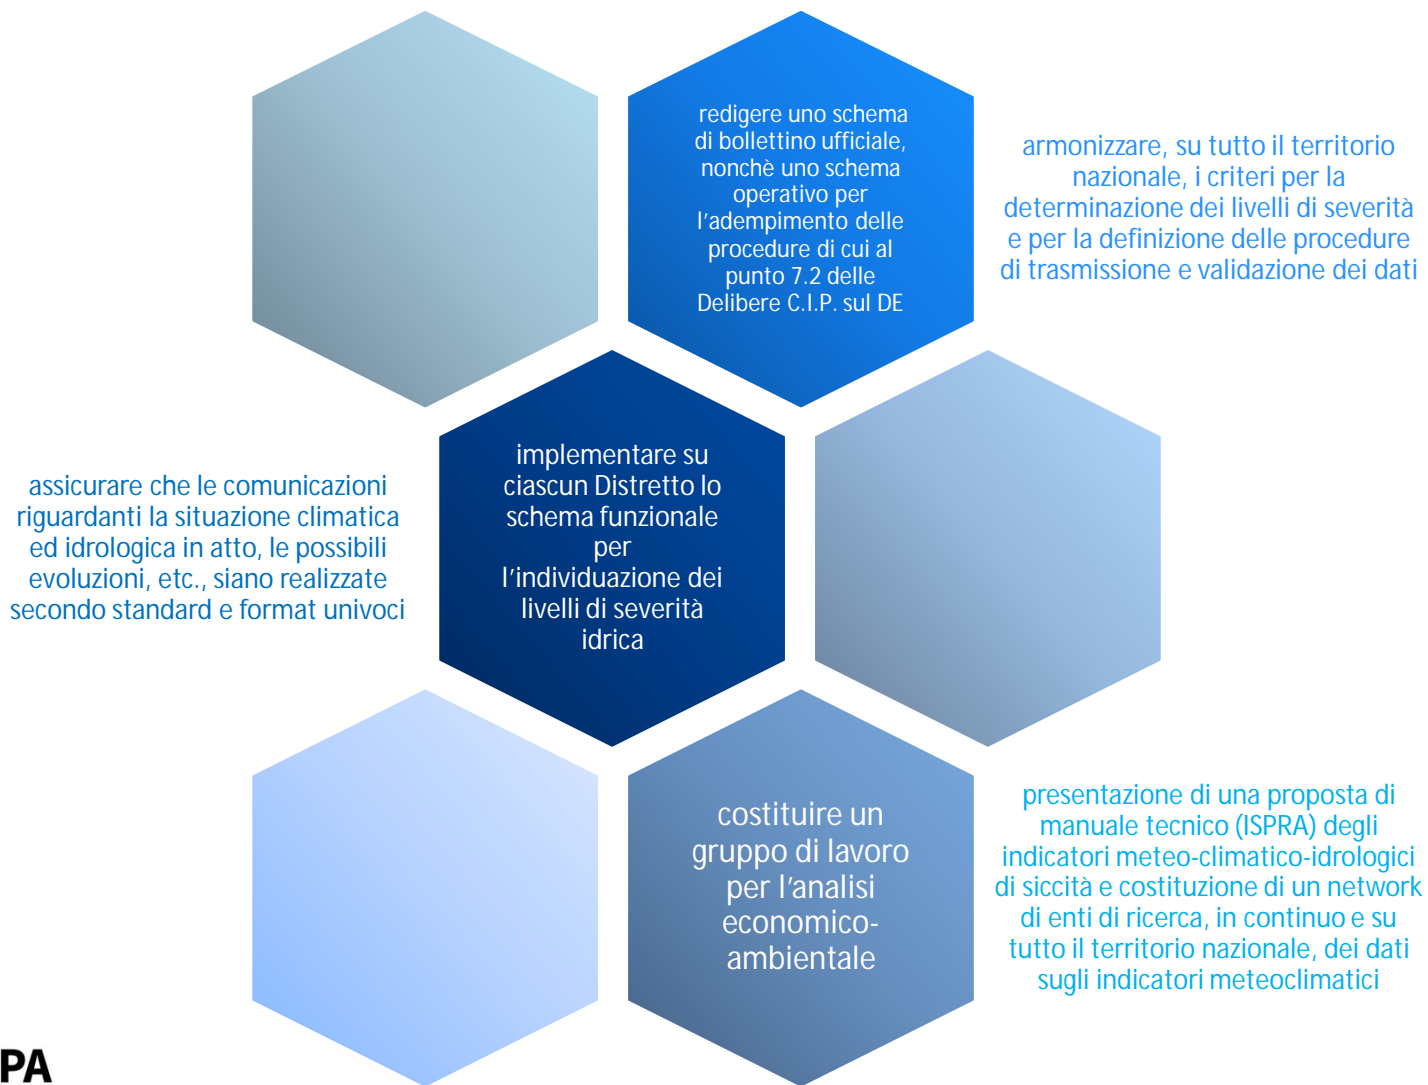 redigere uno schema
di bollettino ufficiale,
nonchè uno schema
operativo per
l'adempimento delle
procedure di cui al
punto 7.2 delle
Delibere C.I.P. sul DE
armonizzare, su tutto il territorio
nazionale, i criteri per la
determinazione dei livelli di severità
e per la definizione delle procedure
di trasmissione e validazione dei dati
assicurare che le comunicazioni
riguardanti la situazione climatica
ed idrologica in atto, le possibili
evoluzioni, etc., siano realizzate
secondo standard e format univoci
implementare su
ciascun Distretto lo
schema funzionale
per
l'individuazione dei
livelli di severità
idrica
costituire un
gruppo di lavoro
per l'analisi
economico-
ambientale
presentazione di una proposta di
manuale tecnico (ISPRA) degli
indicatori meteo-climatico-idrologici
di siccità e costituzione di un network
di enti di ricerca, in continuo e su
tutto il territorio nazionale, dei dati
sugli indicatori meteoclimatici
PA